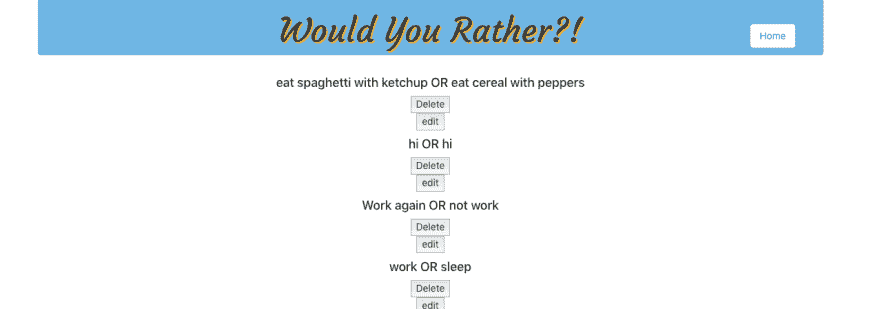 Would You Rather?!
Home
eat spaghetti with ketchup OR eat cereal with peppers
Delete
edit
hi OR hi
Delete
edit
Work again OR not work
Delete
edit
work OR sleep
Delete
edit